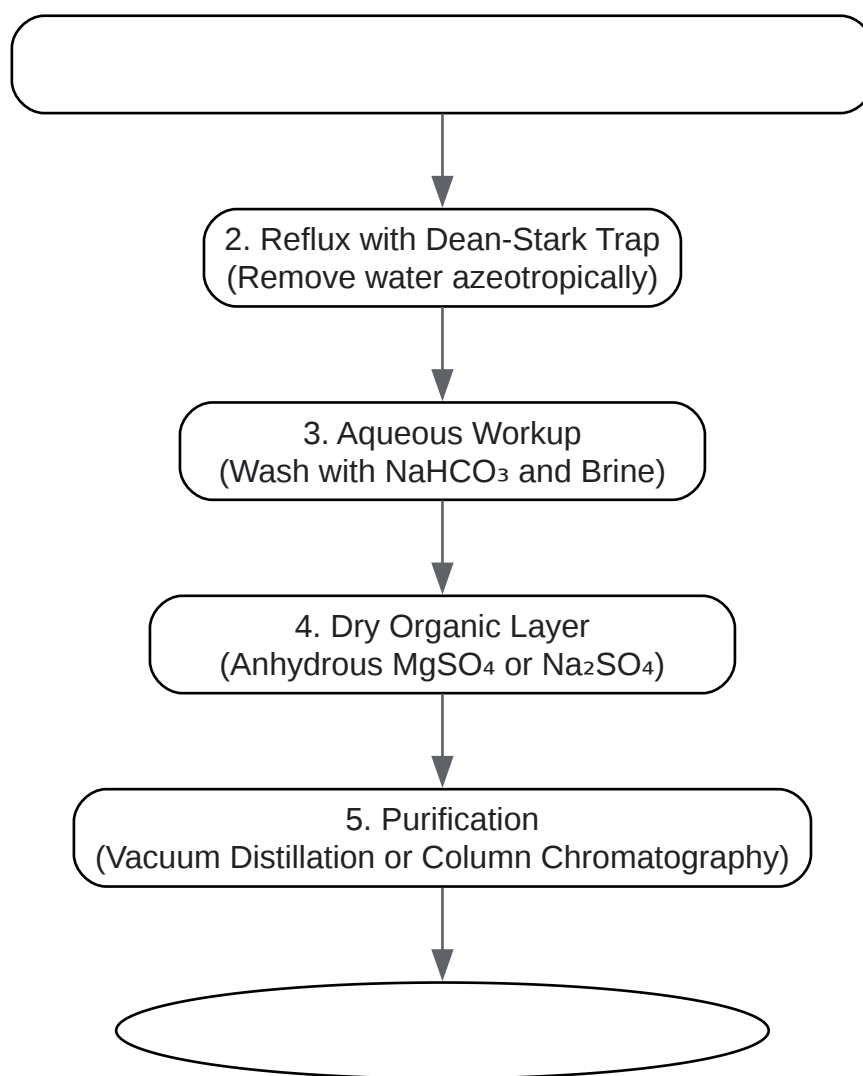 2. Reflux with Dean-Stark Trap
(Remove water azeotropically)
3. Aqueous Workup
(Wash with NaHCO₃ and Brine)
4. Dry Organic Layer
(Anhydrous MgSO₄ or Na₂SO₄)
5. Purification
(Vacuum Distillation or Column Chromatography)